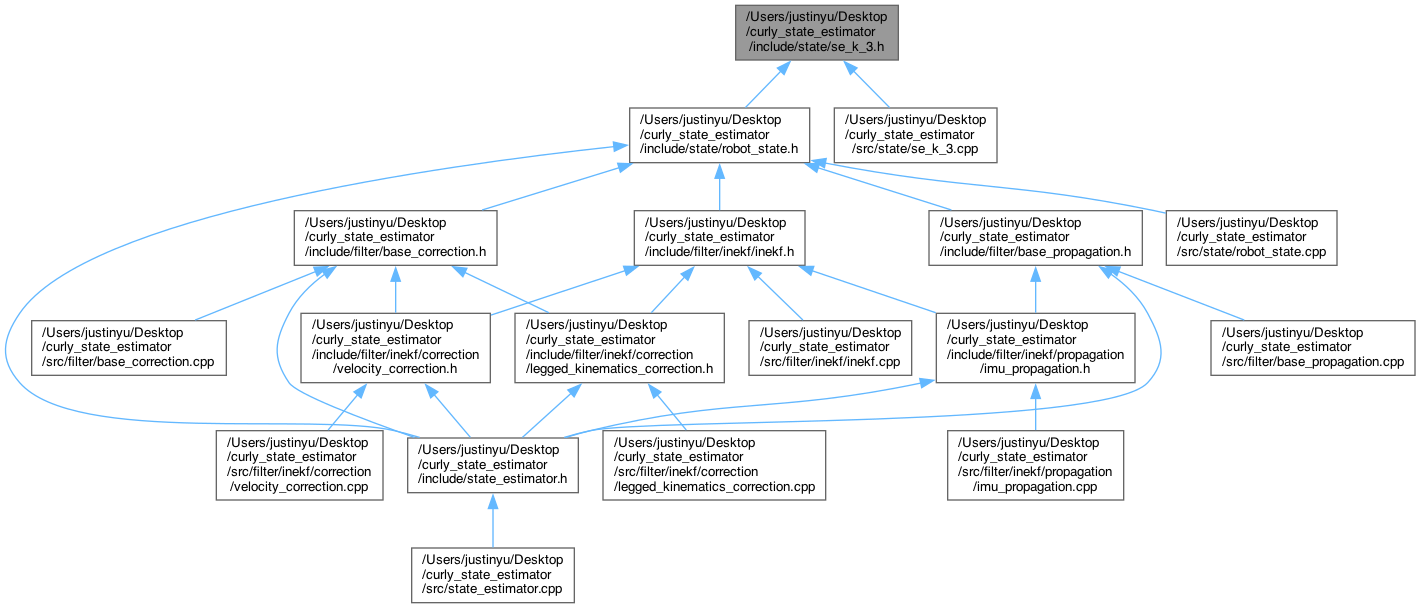 /Users/justinyu/Desktop
/curly_state_estimator
/include/state/se_k_3.h
/Users/justinyu/Desktop
/curly_state_estimator
/include/state/robot_state.h
/Users/justinyu/Desktop
/curly_state_estimator
/src/state/se_k_3.cpp
/Users/justinyu/Desktop
/curly_state_estimator
/include/filter/base_correction.h
/Users/justinyu/Desktop
/curly_state_estimator
/include/filter/inekf/inekf.h
/Users/justinyu/Desktop
/curly_state_estimator
/include/filter/base_propagation.h
/Users/justinyu/Desktop
/curly_state_estimator
/src/state/robot_state.cpp
/Users/justinyu/Desktop
/curly_state_estimator
/src/filter/base_correction.cpp
/Users/justinyu/Desktop
/curly_state_estimator
/include/filter/inekf/correction
/velocity_correction.h
/Users/justinyu/Desktop
/curly_state_estimator
/include/filter/inekf/correction
/legged_kinematics_correction.h
/Users/justinyu/Desktop
/curly_state_estimator
/src/filter/inekf/inekf.cpp
/Users/justinyu/Desktop
/curly_state_estimator
/include/filter/inekf/propagation
/imu_propagation.h
/Users/justinyu/Desktop
/curly_state_estimator
/src/filter/base_propagation.cpp
/Users/justinyu/Desktop
/curly_state_estimator
/src/filter/inekf/correction
/velocity_correction.cpp
/Users/justinyu/Desktop
/curly_state_estimator
/include/state_estimator.h
/Users/justinyu/Desktop
/curly_state_estimator
/src/filter/inekf/correction
/legged_kinematics_correction.cpp
/Users/justinyu/Desktop
/curly_state_estimator
/src/filter/inekf/propagation
/imu_propagation.cpp
/Users/justinyu/Desktop
/curly_state_estimator
/src/state_estimator.cpp